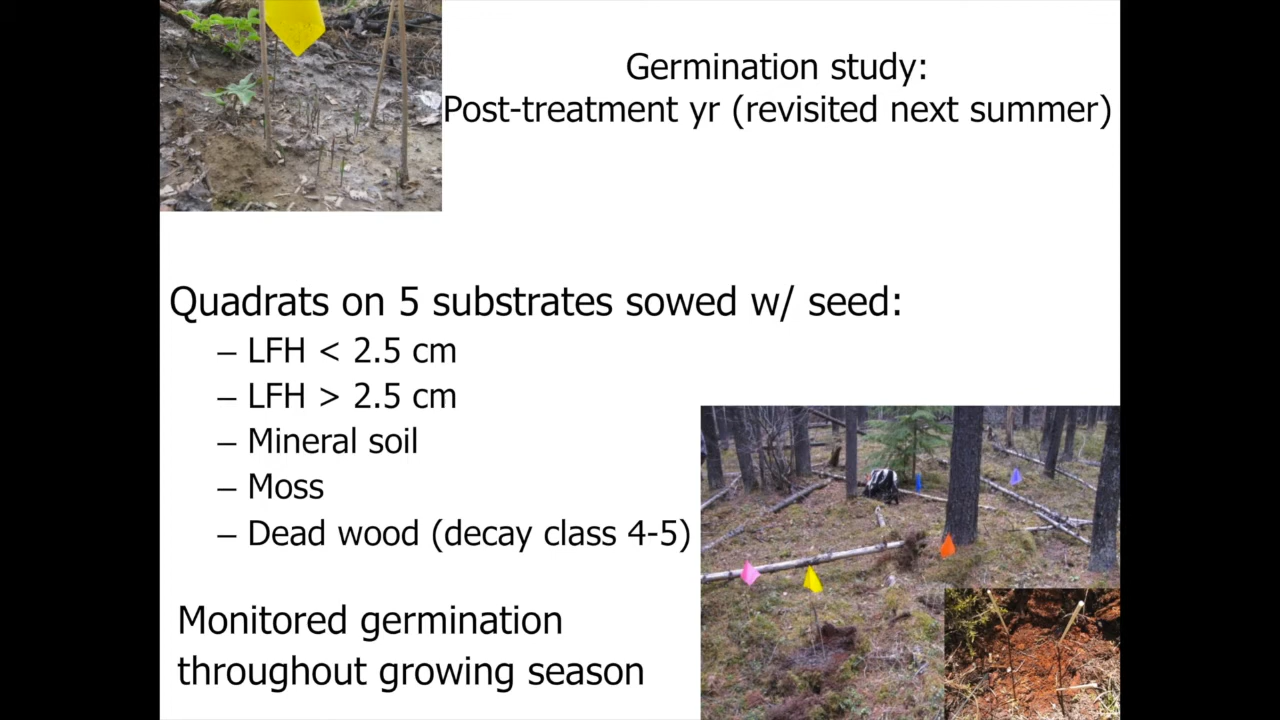 Germination study:
Post-treatment yr (revisited next summer)
Quadrats on 5 substrates sowed w/ seed:
– LFH < 2.5 cm
– LFH > 2.5 cm
– Mineral soil
– Moss
– Dead wood (decay class 4-5)
Monitored germination
throughout growing season